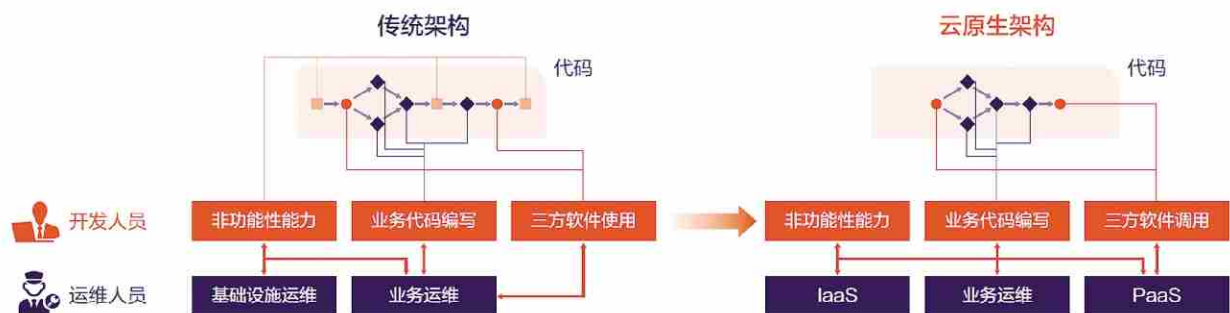 传统架构
云原生架构
代码
代码
开发人员
非功能性能力
业务代码编写
三方软件使用
非功能性能力
业务代码编写
三方软件调用
运维人员
基础设施运维
业务运维
IaaS
业务运维
PaaS